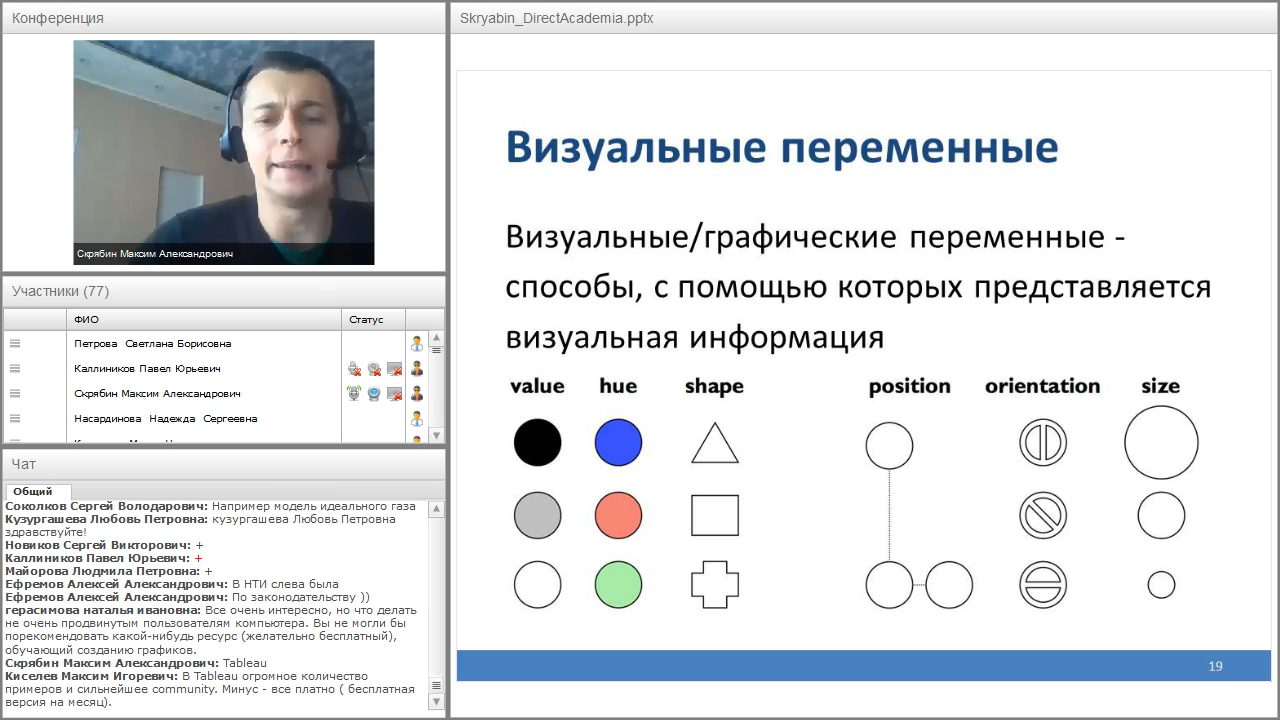 Конференция
Скрябин Максим Александрович
Участники (77)
ФИО Статус
Петрова Светлана Борисовна
Каллиников Павел Юрьевич
Скрябин Максим Александрович
Насардинова Надежда Сергеевна
Чат
Общий
Соколков Сергей Володарович: Например модель идеального газа
Кузургашева Любовь Петровна: кузургашева Любовь Петровна
здравствуйте!
Новиков Сергей Викторович: +
Каллиников Павел Юрьевич: +
Майорова Людмила Петровна: +
Ефремов Алексей Александрович: В НТИ слева была
Ефремов Алексей Александрович: По законодательству ))
герасимова наталья ивановна: Все очень интересно, но что делать
не очень продвинутым пользователям компьютера. Вы не могли бы
порекомендовать какой-нибудь ресурс (желательно бесплатный),
обучающий созданию графиков.
Скрябин Максим Александрович: Tableau
Киселев Максим Игоревич: В Tableau огромное количество
примеров и сильнейшее community. Минус - все платно ( бесплатная
версия на месяц).
Skryabin_DirectAcademia.pptx
Визуальные переменные
Визуальные/графические переменные -
способы, с помощью которых представляется
визуальная информация
value hue shape position orientation size
19